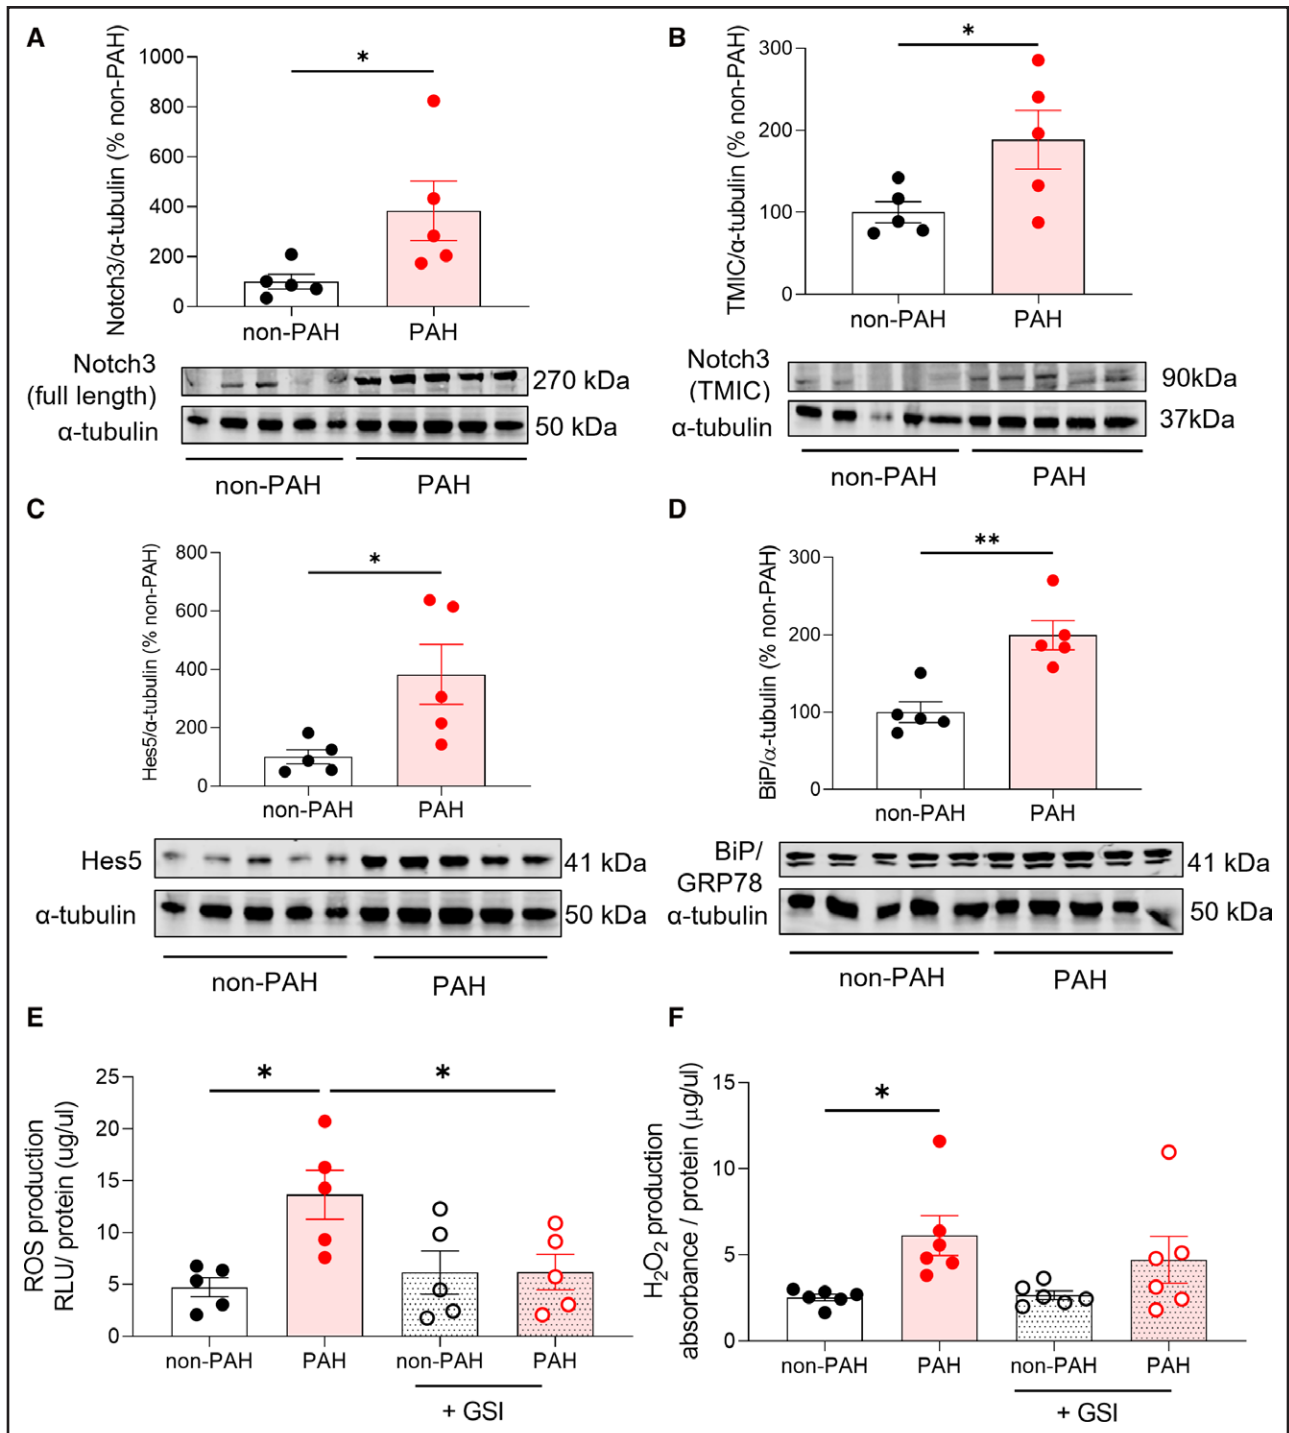 A
Notch3/α-tubulin (% non-PAH)
1000
800
600
400
200
0
*
non-PAH
PAH
Notch3
(full length)
270 kDa
α-tubulin
50 kDa
non-PAH
PAH
B
TMIC/α-tubulin (% non-PAH)
300
200
100
0
*
non-PAH
PAH
Notch3
(TMIC)
90kDa
α-tubulin
37kDa
non-PAH
PAH
C
Hes5/α-tubulin (% non-PAH)
800
600
400
200
0
*
non-PAH
PAH
Hes5
41 kDa
α-tubulin
50 kDa
non-PAH
PAH
D
BiP/α-tubulin (% non-PAH)
300
200
100
0
**
non-PAH
PAH
BiP/
GRP78
41 kDa
α-tubulin
50 kDa
non-PAH
PAH
E
ROS production
RLU/ protein (ug/ul)
25
20
15
10
5
0
*
*
non-PAH
PAH
non-PAH
PAH
+ GSI
F
H₂O₂ production
absorbance / protein (μg/ul)
15
10
5
0
*
non-PAH
PAH
non-PAH
PAH
+ GSI